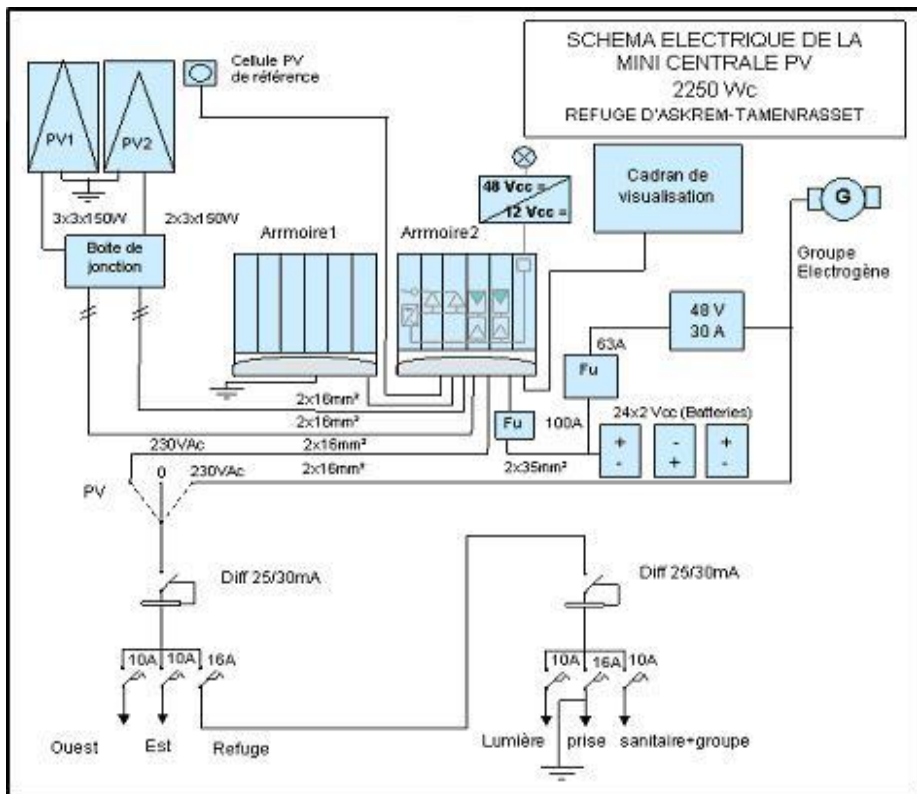 SCHEMA ELECTRIQUE DE LA
MINI CENTRALE PV
2250 Wc
REFUGE D'ASKREM-TAMENRASSET
Cellule PV
de référence
PV1
PV2
3x3x150W
2x3x150W
Boite de
jonction
Arrmoire1
Arrmoire2
48 Vcc =
12 Vcc =
Cadran de
visualisation
G
Groupe
Electrogène
48 V
30 A
63A
Fu
Fu
100A
24x2 Vcc (Batteries)
+
-
-
+
+
-
2x16mm²
2x16mm²
2x16mm²
2x16mm²
2x35mm²
230VAc
0
230VAc
PV
Diff 25/30mA
Diff 25/30mA
10A
10A
16A
10A
16A
10A
Ouest
Est
Refuge
Lumière
prise
sanitaire+groupe